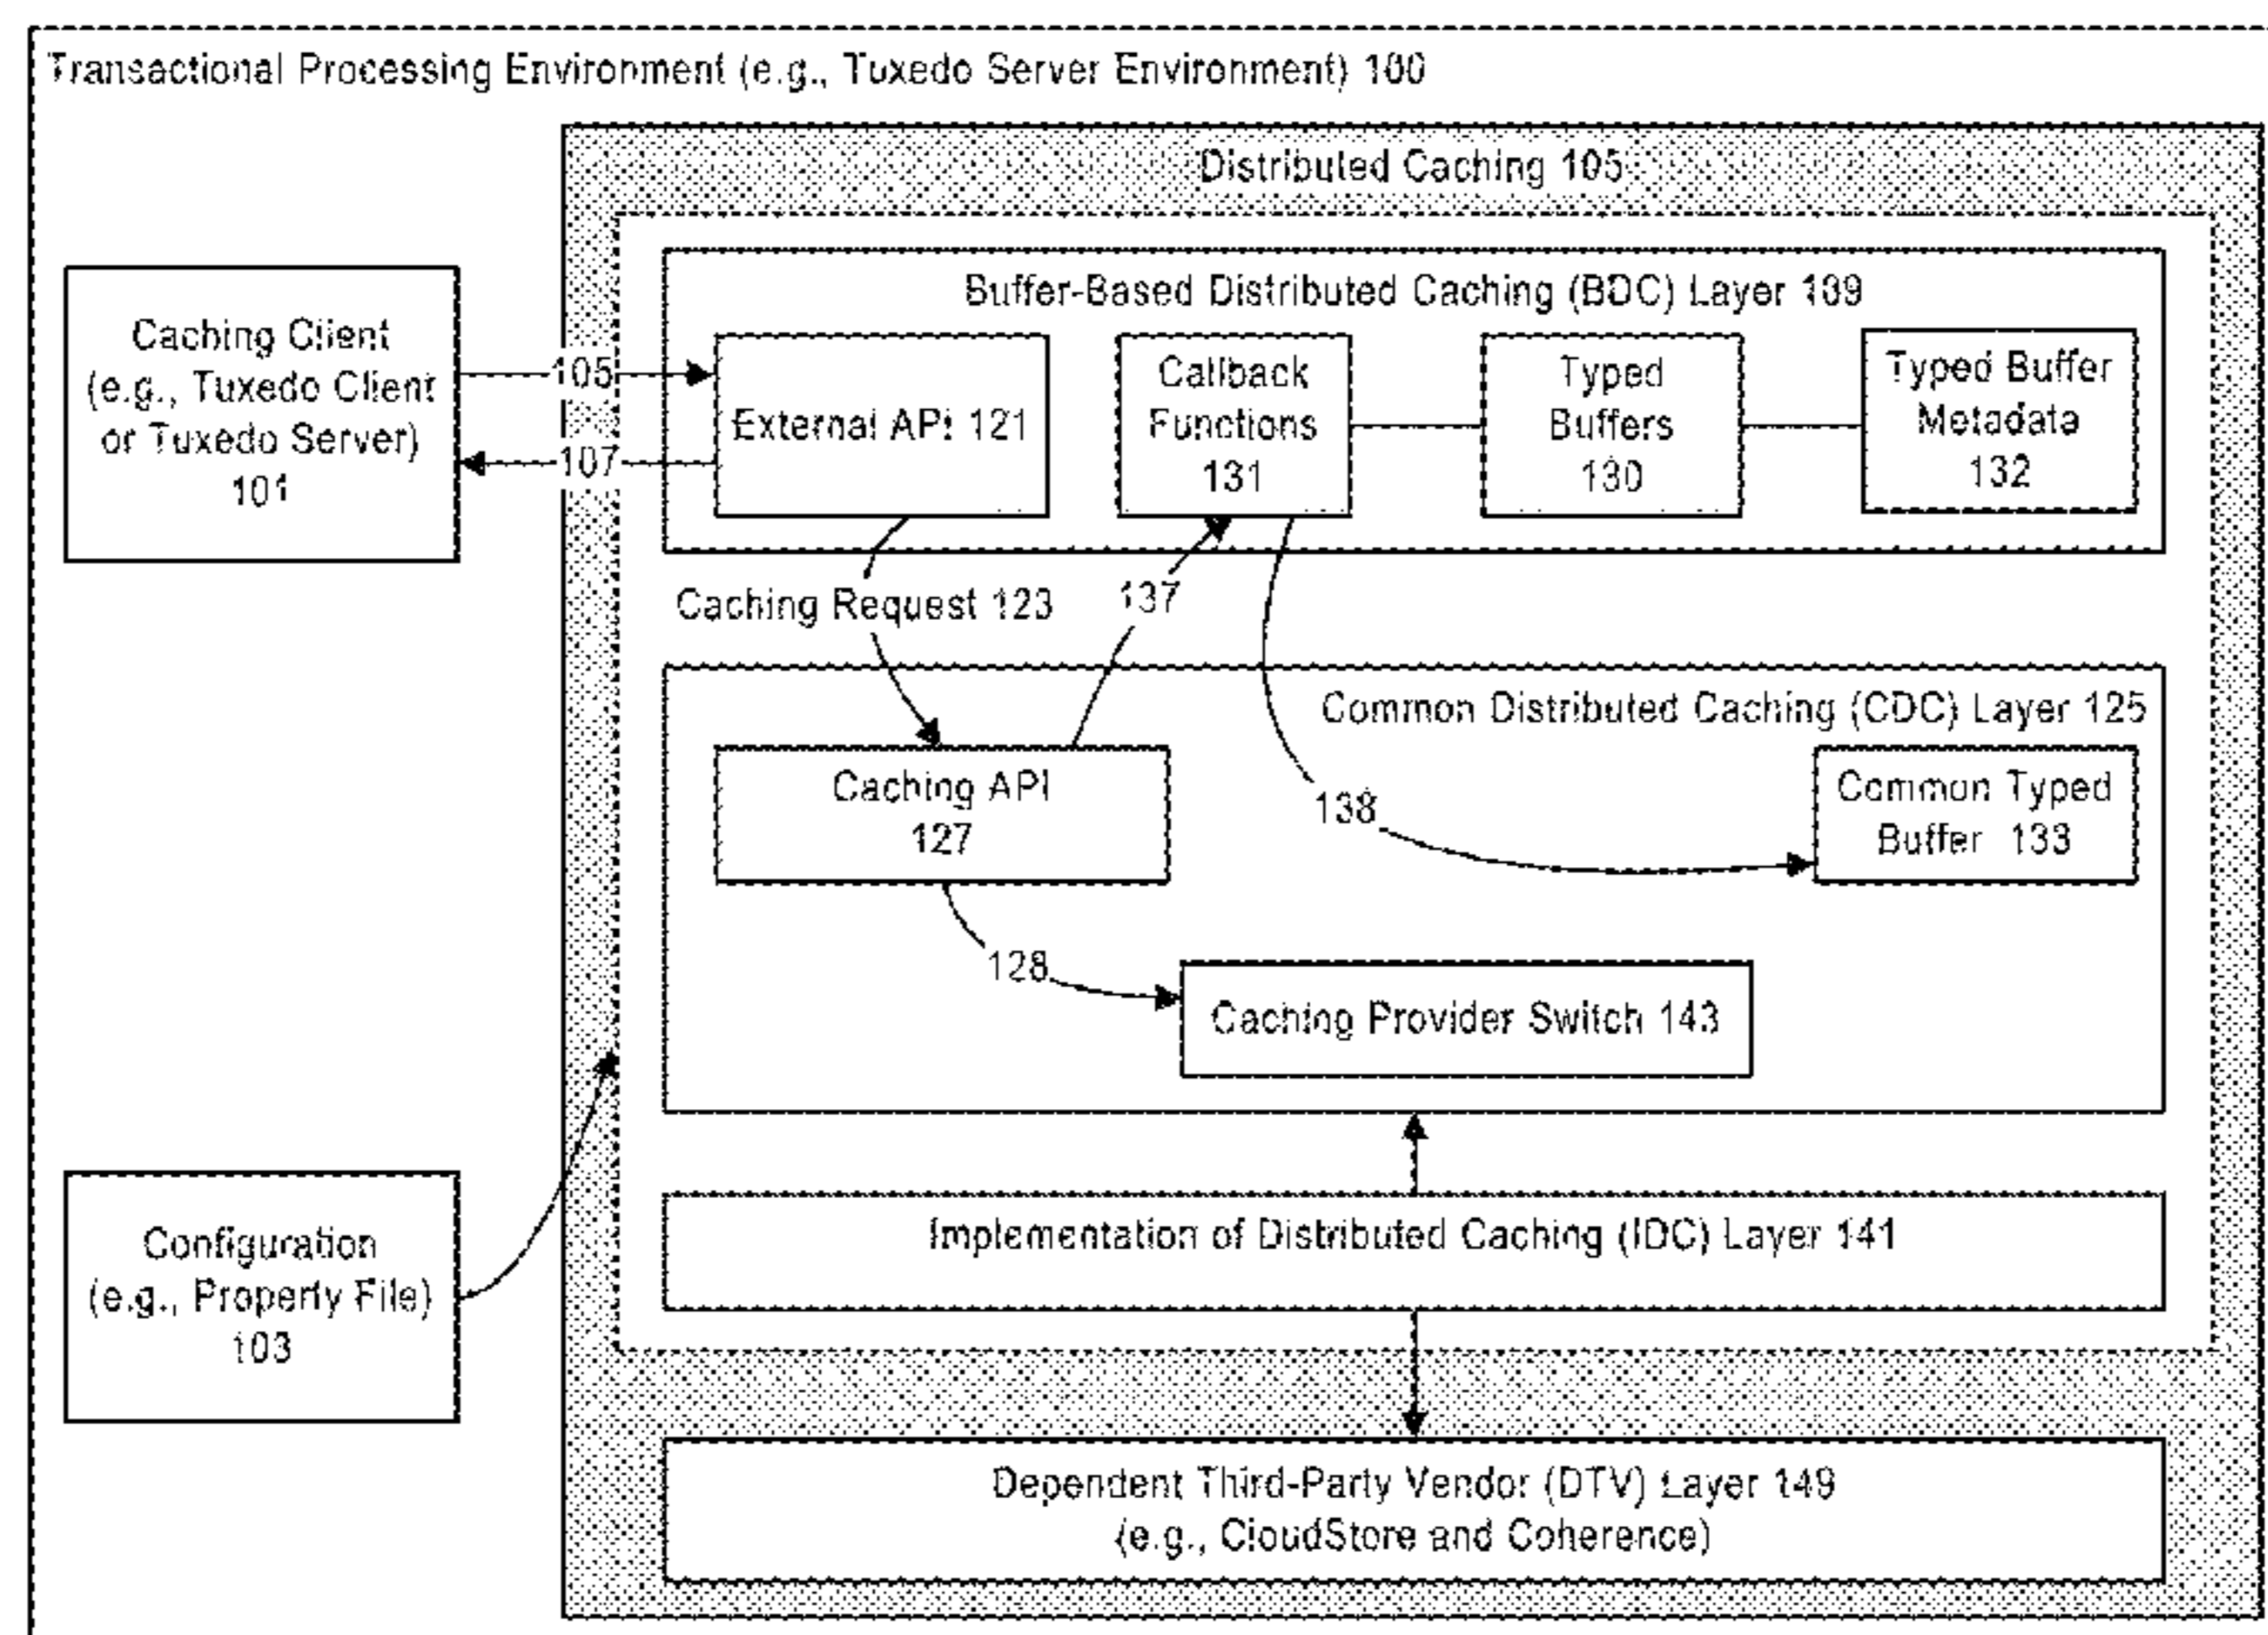 Transactional Processing Environment (e.g., Tuxedo Server Environment) 100
Distributed Caching 105
Buffer-Based Distributed Caching (BDC) Layer 139
Caching Client
(e.g., Tuxedo Client
or Tuxedo Server)
101
105
107
External API 121
Callback
Functions
131
Typed
Buffers
130
Typed Buffer
Metadata
132
Caching Request 123
137
Common Distributed Caching (CDC) Layer 125
Caching API
127
138
Common Typed
Buffer 133
128
Caching Provider Switch 143
Configuration
(e.g., Property File)
103
Implementation of Distributed Caching (IDC) Layer 141
Dependent Third-Party Vendor (DTV) Layer 149
(e.g., CloudStore and Coherence)